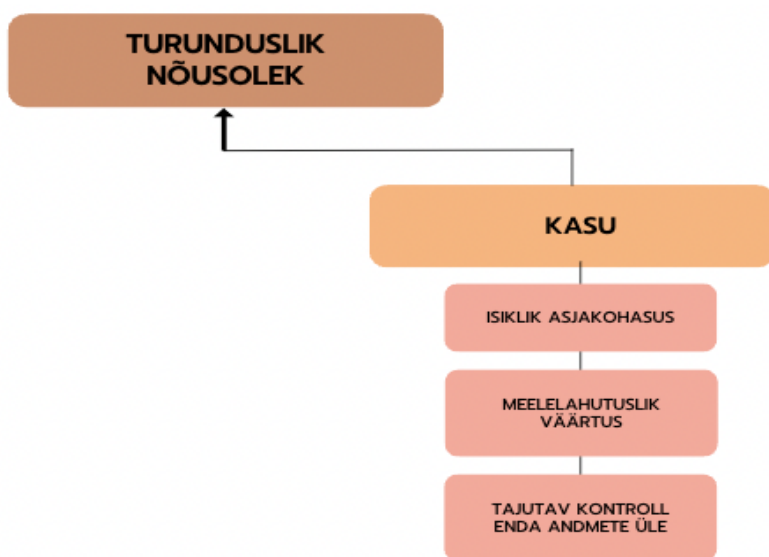 TURUNDUSLIK
NÕUSOLEK
KASU
ISIKLIK ASJAKOHASUS
MEELELAHUTUSLIK
VÄÄRTUS
TAJUTAV KONTROLL
ENDA ANDMETE ÜLE